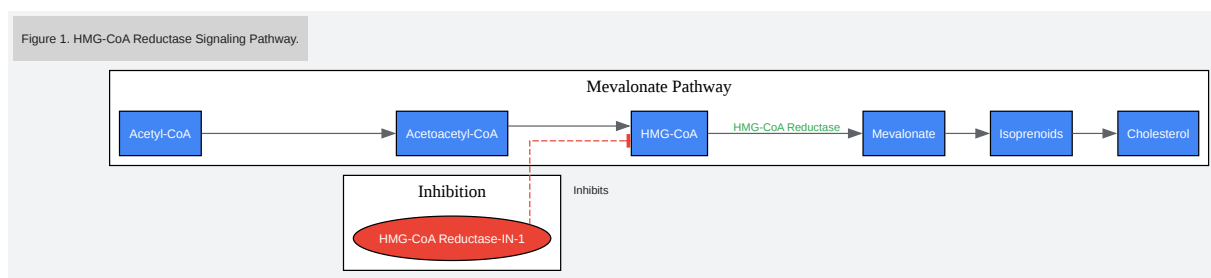 Figure 1. HMG-CoA Reductase Signaling Pathway.
Mevalonate Pathway
Acetyl-CoA
Acetoacetyl-CoA
HMG-CoA
HMG-CoA Reductase
Mevalonate
Isoprenoids
Cholesterol
Inhibition
Inhibits
HMG-CoA Reductase-IN-1